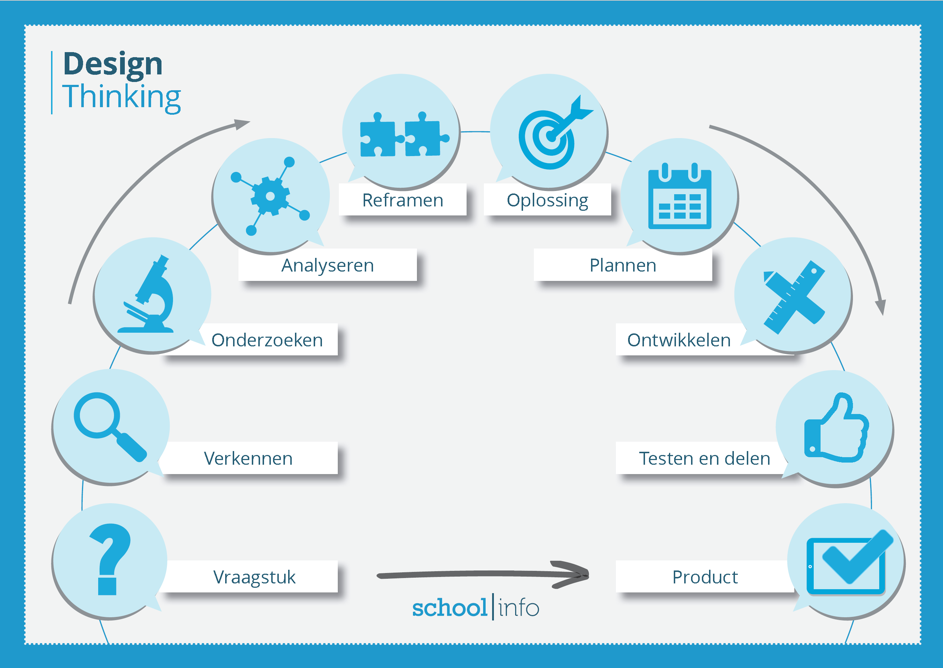 Design
Thinking
Reframen
Oplossing
Analyseren
Plannen
Onderzoeken
Ontwikkelen
Verkennen
Testen en delen
Vraagstuk
Product
school|info